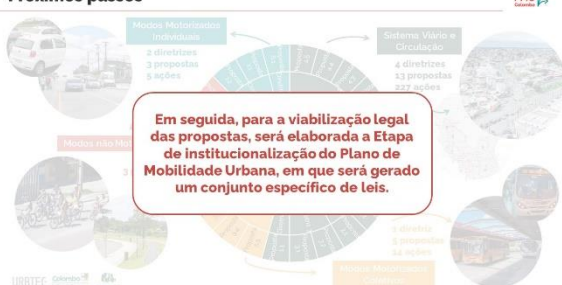 Próximos passos
Colombo
Modos Motorizados
Individuais
2 diretrizes
3 propostas
5 ações
Sistema Viário e
Circulação
4 diretrizes
13 propostas
227 ações
Em seguida, para a viabilização legal
das propostas, será elaborada a Etapa
de institucionalização do Plano de
Mobilidade Urbana, em que será gerado
um conjunto específico de leis.
Modos não
3
1 diretriz
5 propostas
24 ações
Modos Motorizados
Coletivos
URBTEC
Colombo